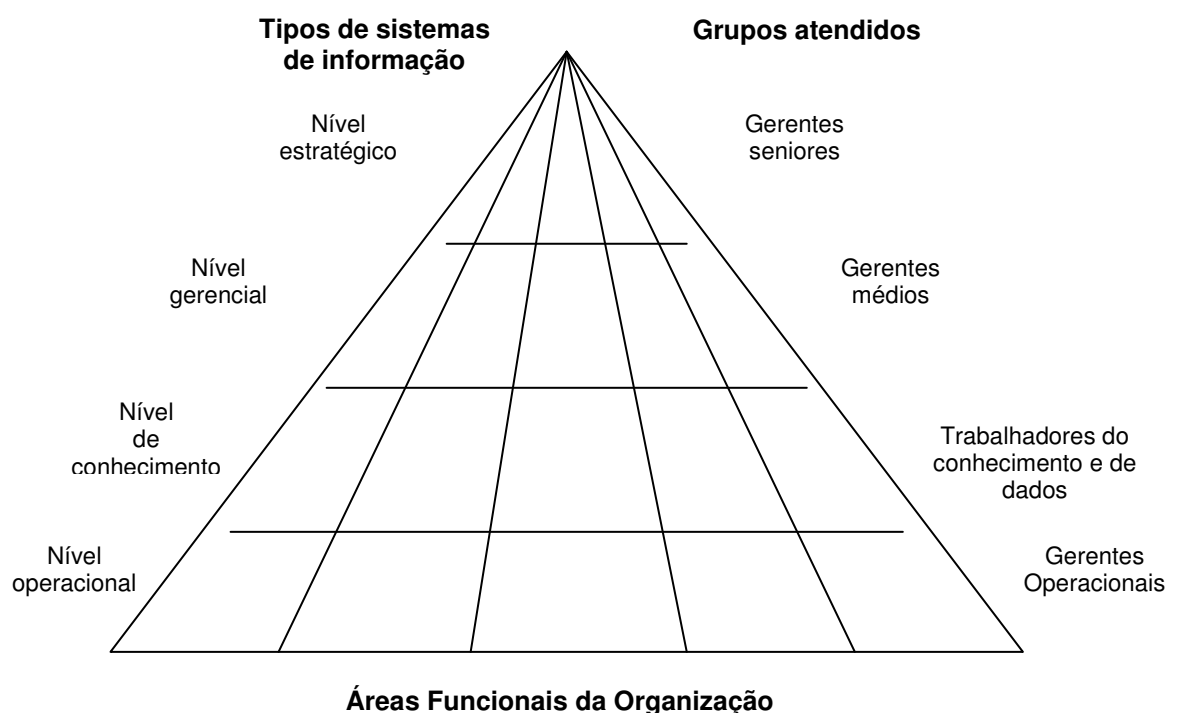 Tipos de sistemas
de informação
Grupos atendidos
Nível
estratégico
Gerentes
seniores
Nível
gerencial
Gerentes
médios
Nível
de
conhecimento
Trabalhadores do
conhecimento e de
dados
Nível
operacional
Gerentes
Operacionais
Áreas Funcionais da Organização